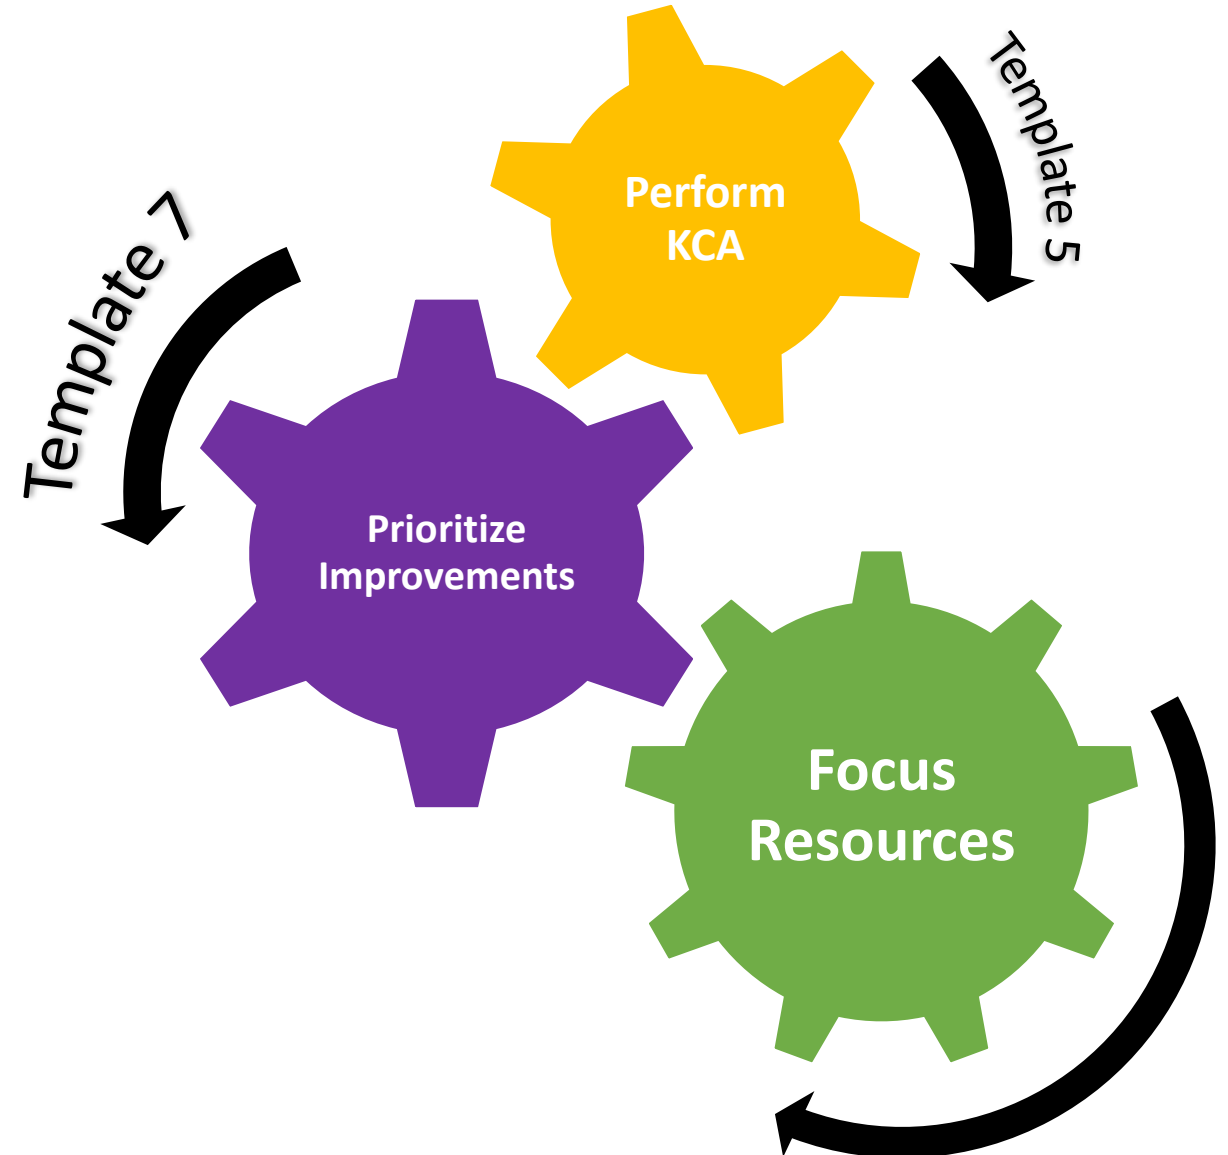 Template 5
Perform
KCA
Template 7
Prioritize
Improvements
Focus
Resources